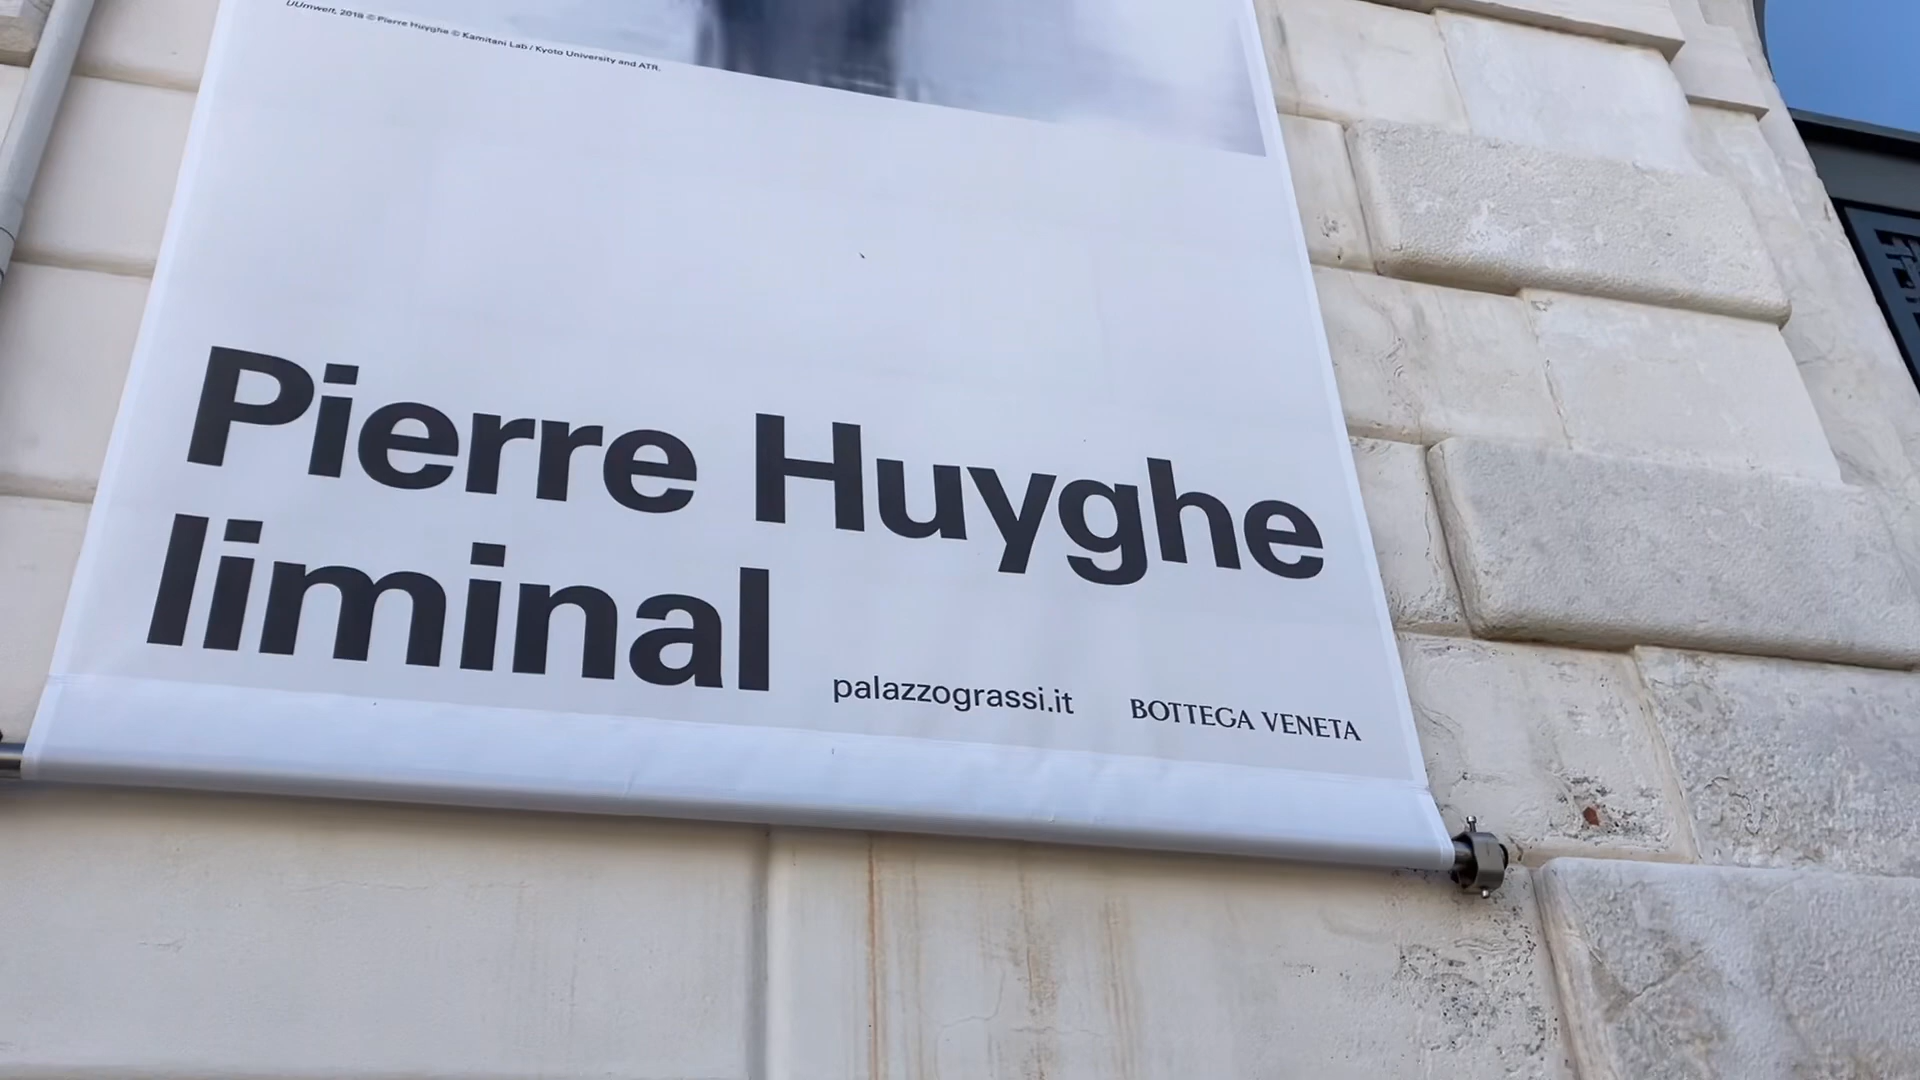 UUmwelt, 2018 © Pierre Huyghe © Kamitani Lab / Kyoto University and ATR.
Pierre Huyghe
liminal
palazzograssi.it
BOTTEGA VENETA